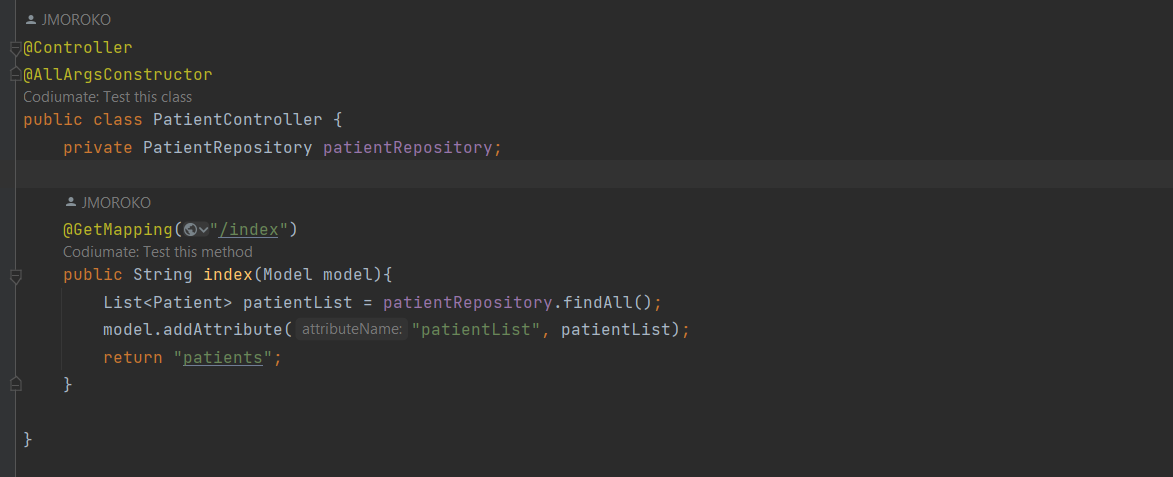 JMOROKO
@Controller
@AllArgsConstructor
Codiumate: Test this class
public class PatientController {
private PatientRepository patientRepository;
JMOROKO
@GetMapping("/index")
Codiumate: Test this method
public String index(Model model){
List<Patient> patientList = patientRepository.findAll();
model.addAttribute( attributeName: "patientList", patientList);
return "patients";
}
}